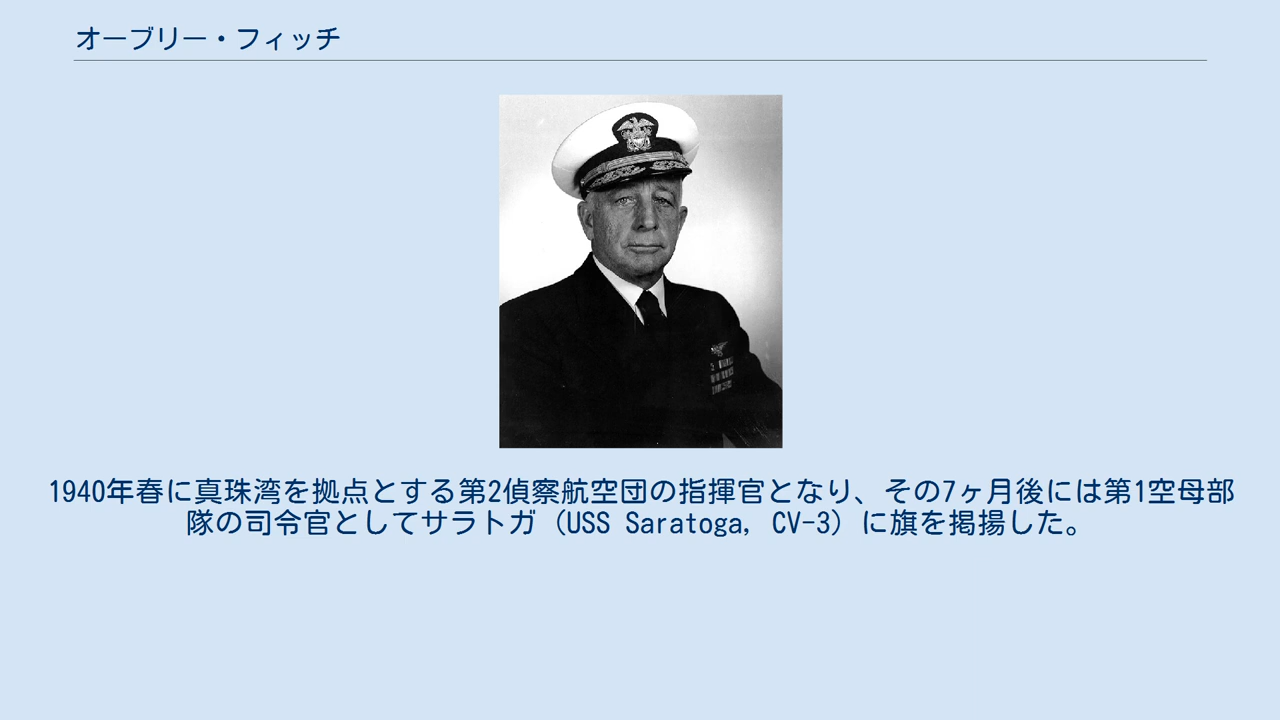 オーブリー・フィッチ
1940年春に真珠湾を拠点とする第2偵察航空団の指揮官となり、その7ヶ月後には第1空母部
隊の司令官としてサラトガ（USS Saratoga, CV-3）に旗を掲揚した。